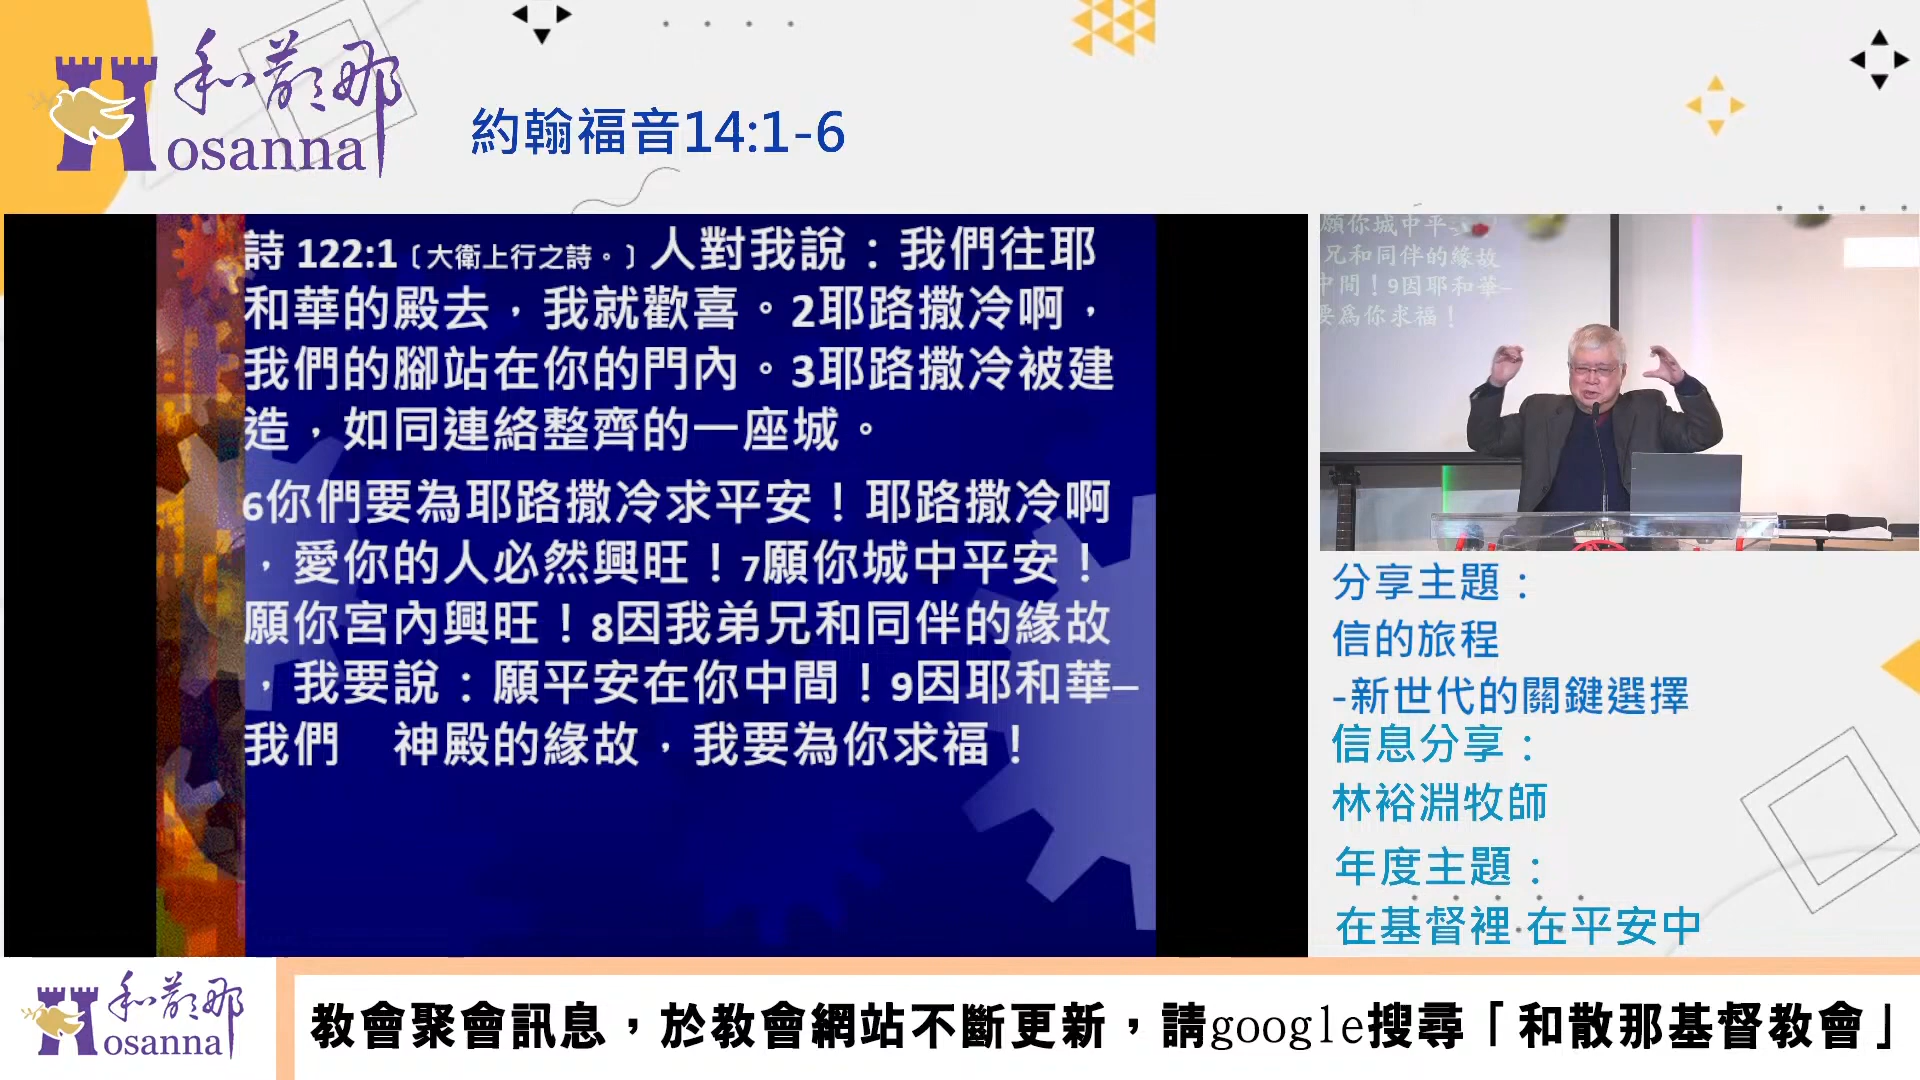 和散那
Hosanna
約翰福音14:1-6
詩 122:1〔大衛上行之詩。〕人對我說：我們往耶
和華的殿去，我就歡喜。2耶路撒冷啊，
我們的腳站在你的門內。3耶路撒冷被建
造，如同連絡整齊的一座城。
6你們要為耶路撒冷求平安！耶路撒冷啊
，愛你的人必然興旺！7願你城中平安！
願你宮內興旺！8因我弟兄和同伴的緣故
，我要說：願平安在你中間！9因耶和華─
我們　神殿的緣故，我要為你求福！
願你城中平
兄和同伴的緣故
中間！9因耶和華─
要為你求福！
分享主題：
信的旅程
-新世代的關鍵選擇
信息分享：
林裕淵牧師
年度主題：
在基督裡 在平安中
和散那
Hosanna
教會聚會訊息，於教會網站不斷更新，請google搜尋「和散那基督教會」